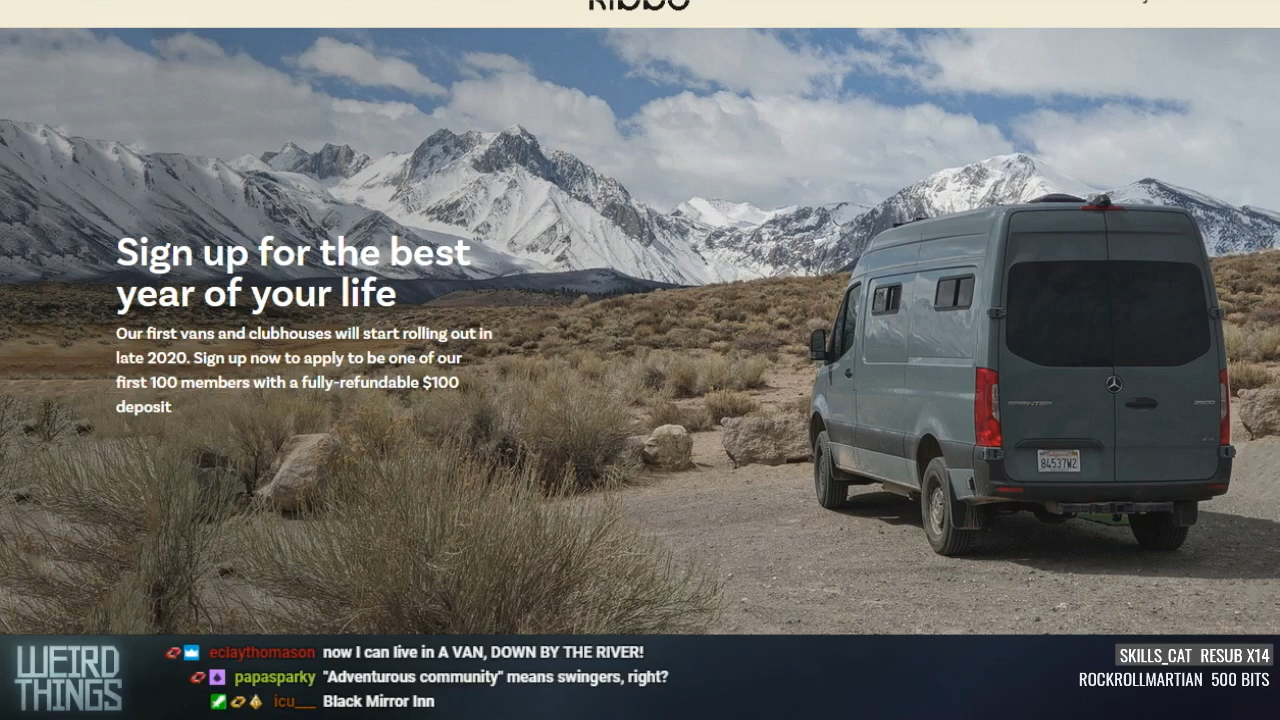 Sign up for the best
year of your life
Our first vans and clubhouses will start rolling out in
late 2020. Sign up now to apply to be one of our
first 100 members with a fully-refundable $100
deposit
SPRINTER
84537W2
WEIRD
THINGS
eclaythomason now I can live in A VAN, DOWN BY THE RIVER!
papasparky "Adventurous community" means swingers, right?
icu__ Black Mirror Inn
SKILLS_CAT RESUB X14
ROCKROLLMARTIAN 500 BITS